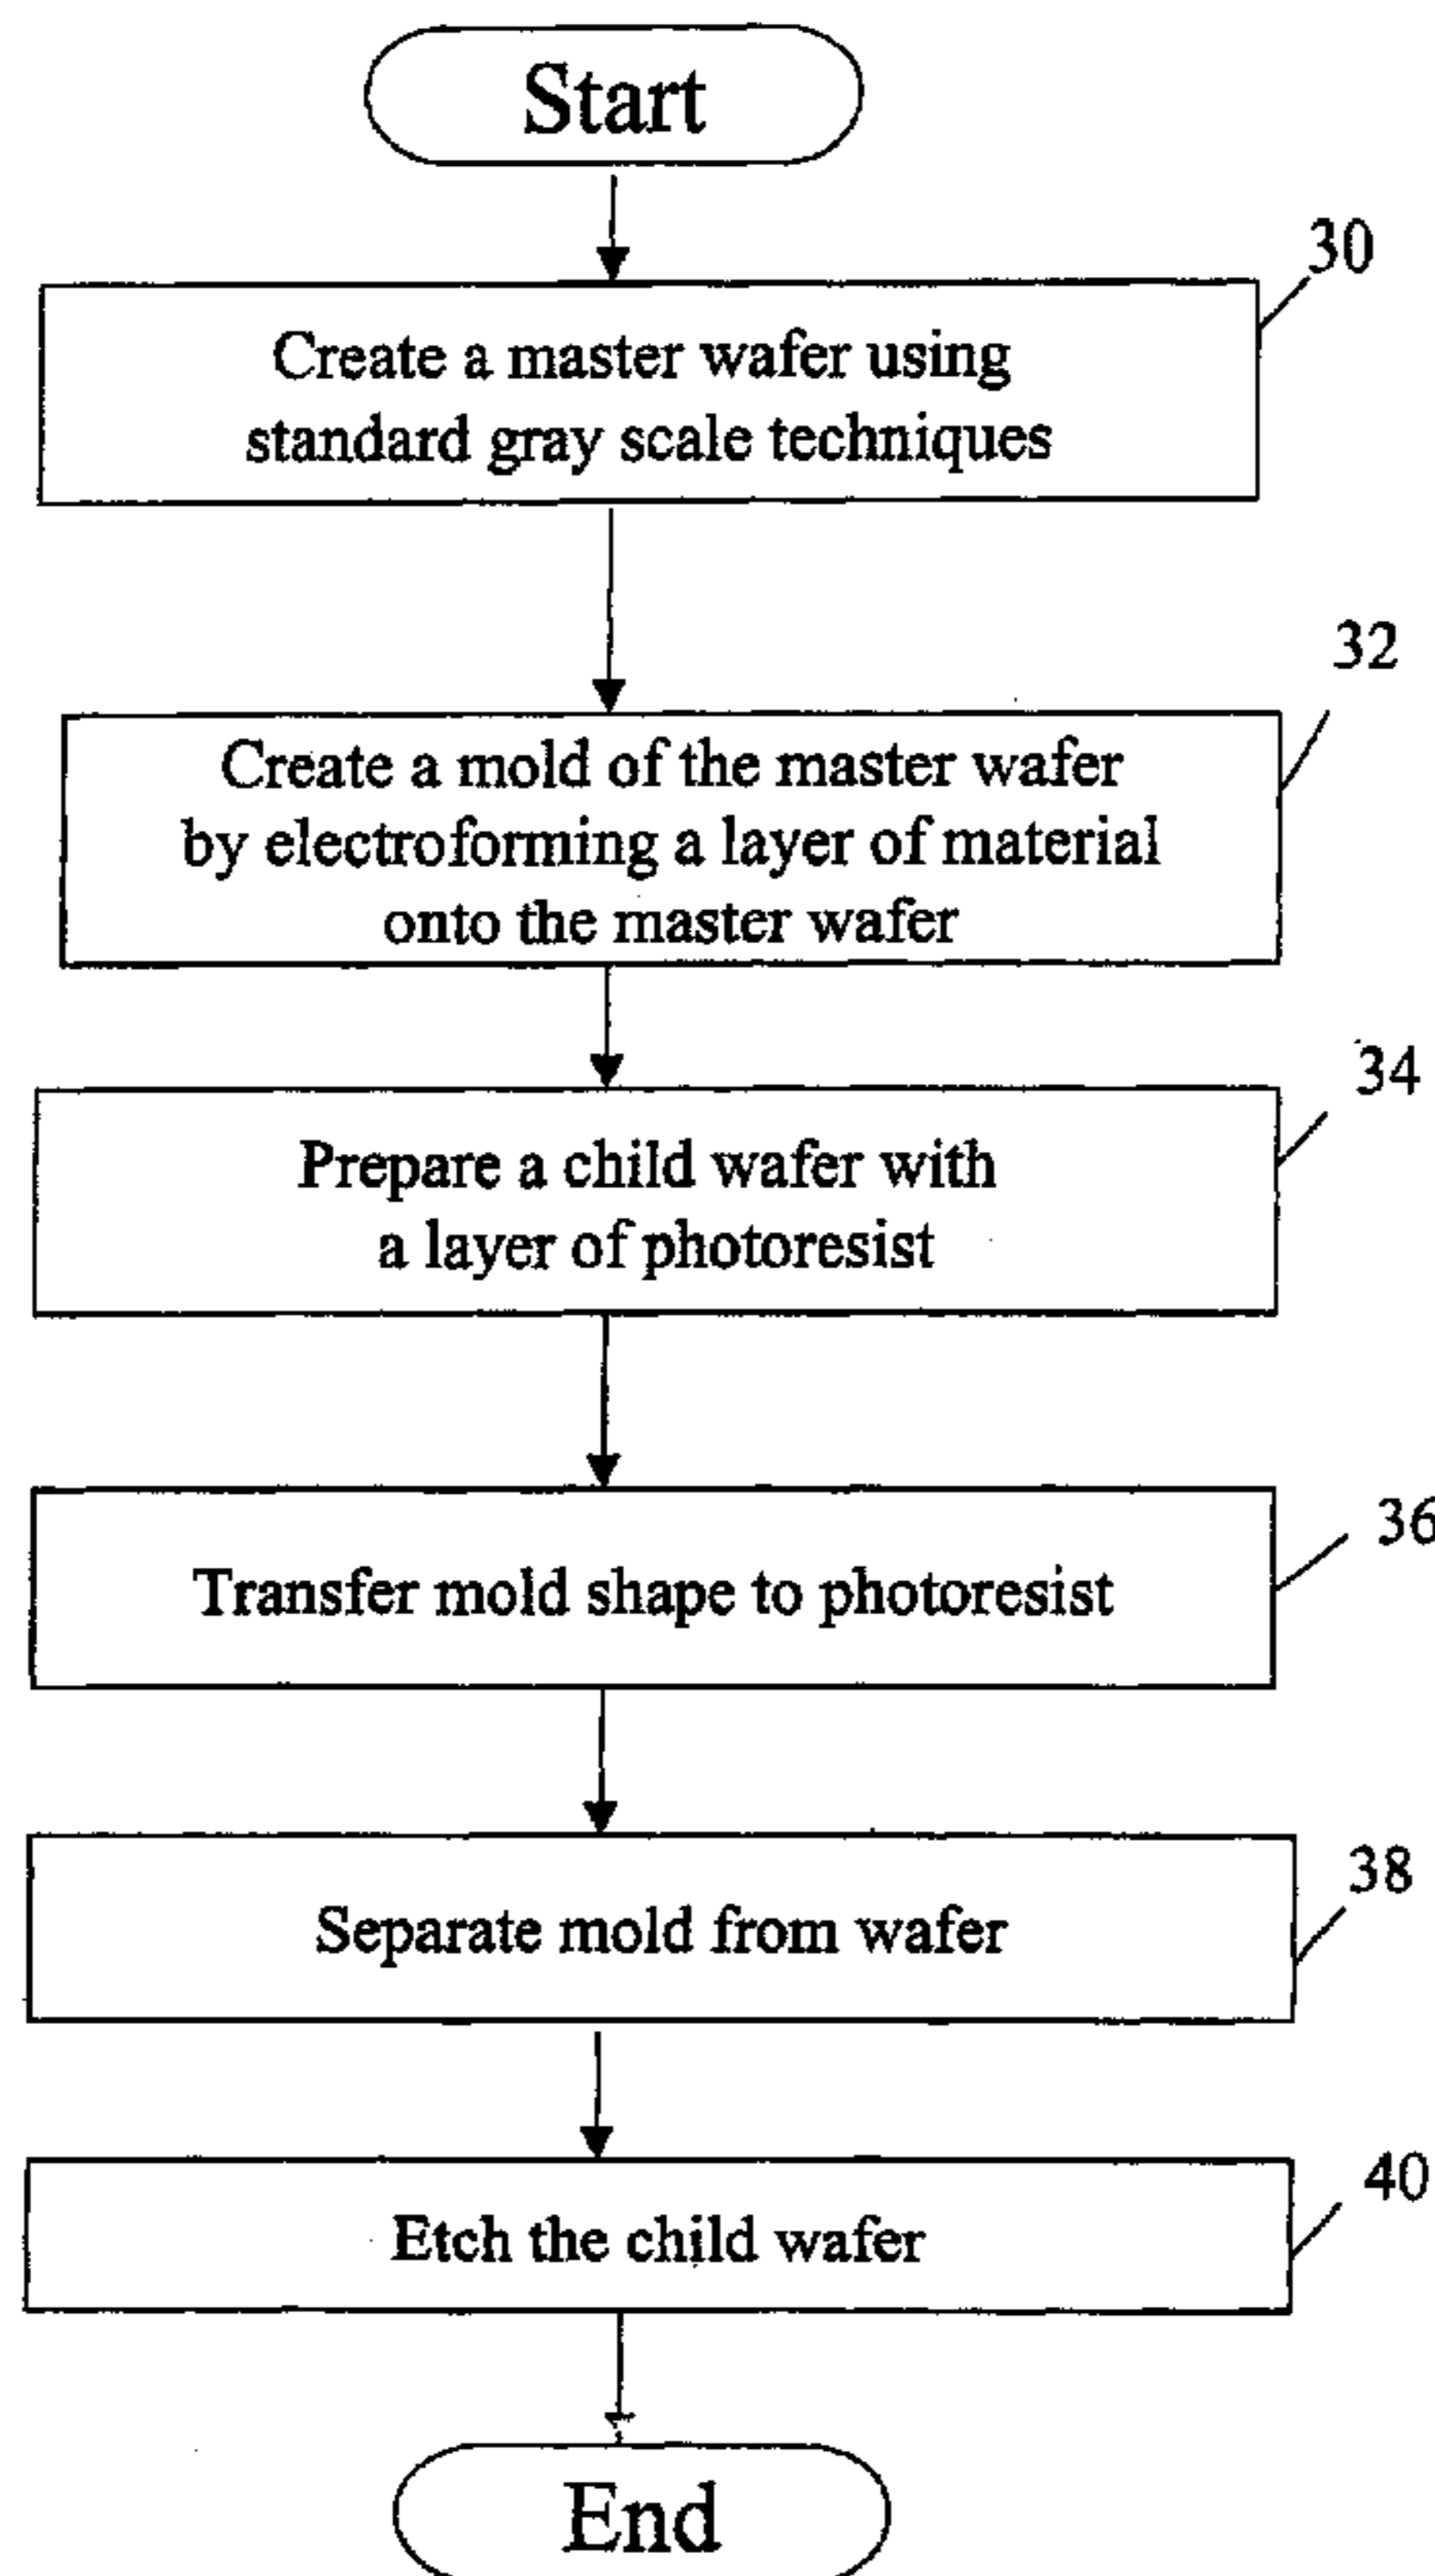 Start
30
Create a master wafer using
standard gray scale techniques
32
Create a mold of the master wafer
by electroforming a layer of material
onto the master wafer
34
Prepare a child wafer with
a layer of photoresist
36
Transfer mold shape to photoresist
38
Separate mold from wafer
40
Etch the child wafer
End